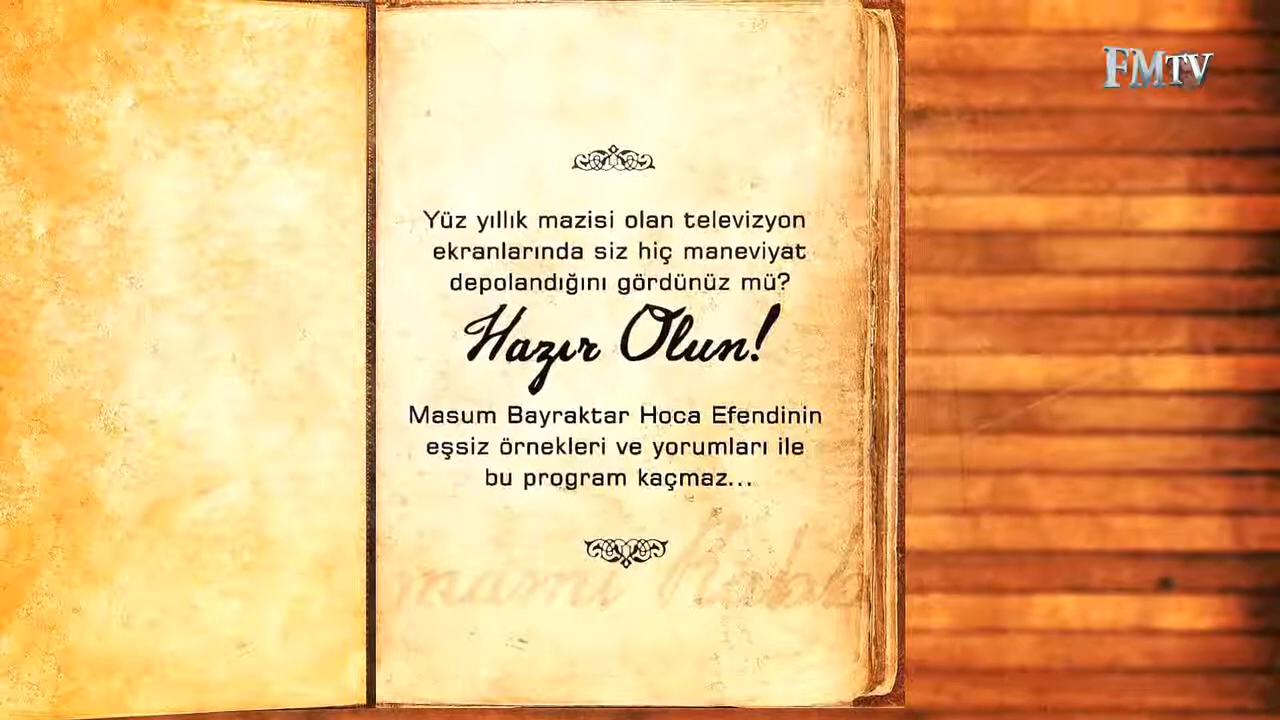 FMTV
Yüz yıllık mazisi olan televizyon
ekranlarında siz hiç maneviyat
depolandığını gördünüz mü?
Hazır Olun!
Masum Bayraktar Hoca Efendinin
eşsiz örnekleri ve yorumları ile
bu program kaçmaz...